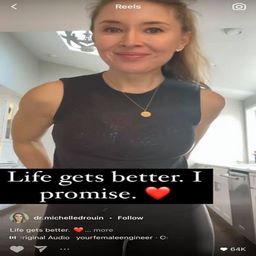 Reels
Life gets better. I
promise. ❤️
dr.michelledrouin · Follow
Life gets better. ❤️... more
riginal Audio yourfemaleengineer · O
64K